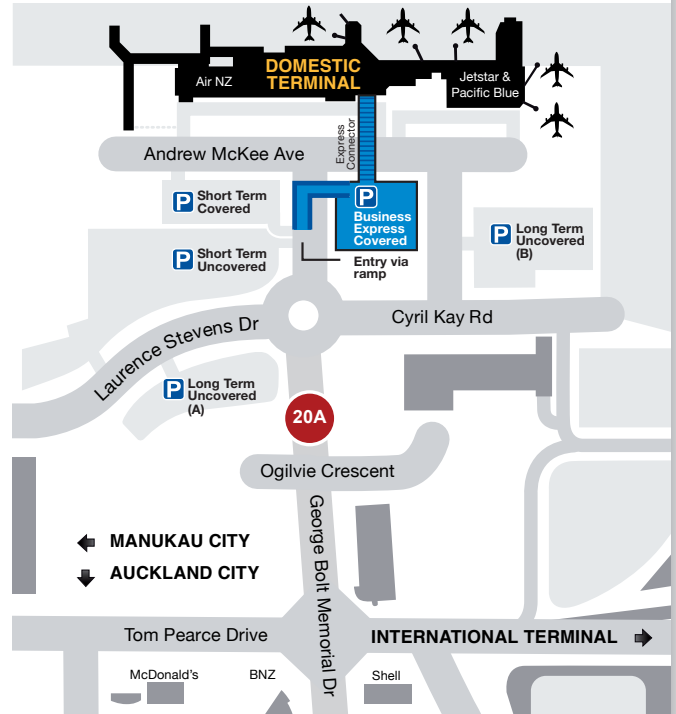 DOMESTIC
TERMINAL
Air NZ
Jetstar &
Pacific Blue
Express
Connector
Andrew McKee Ave
P
Short Term
Covered
P
Business
Express
Covered
P
Short Term
Uncovered
Entry via
ramp
P
Long Term
Uncovered
(B)
Laurence Stevens Dr
Cyril Kay Rd
P
Long Term
Uncovered
(A)
20A
Ogilvie Crescent
George Bolt Memorial Dr
MANUKAU CITY
AUCKLAND CITY
Tom Pearce Drive
INTERNATIONAL TERMINAL
McDonald's
BNZ
Shell